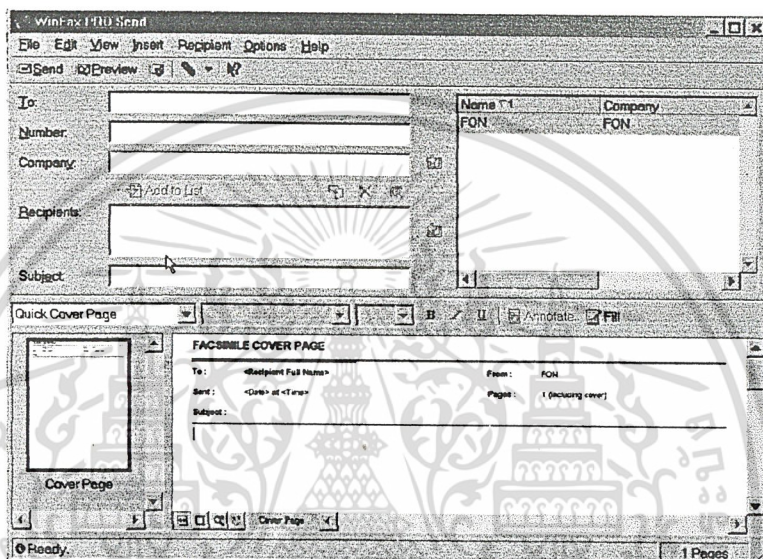 WinFax PRO Send
File Edit View Insert Recipient Options Help
Send Preview
To:
Number:
Company:
Add to List
Recipients:
Subject:
Name 1 Company
FON FON
Quick Cover Page B I U Annotate Fill
FACSIMILE COVER PAGE
To : <Recipient Full Name> From : FON
Sent : <Date> at <Time> Pages : 1 (including cover)
Subject :
Cover Page
Cover Page
Ready. 1 Pages